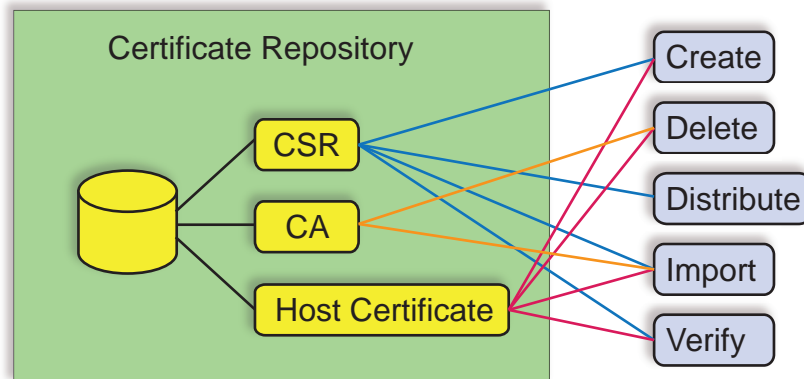 Certificate Repository
CSR
CA
Host Certificate
Create
Delete
Distribute
Import
Verify